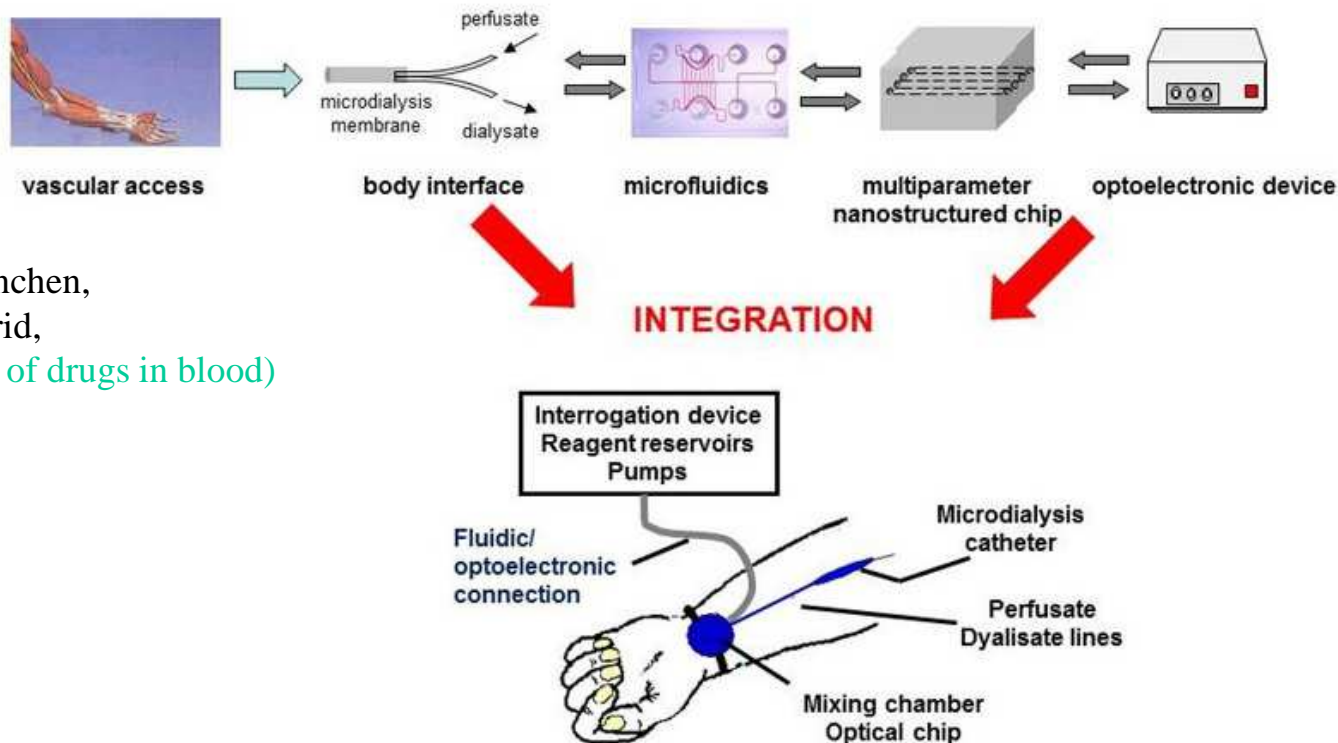 perfusate
microdialysis
membrane
dialysate
vascular access
body interface
microfluidics
multiparameter
nanostructured chip
optoelectronic device
nchen,
rid,
of drugs in blood)
INTEGRATION
Interrogation device
Reagent reservoirs
Pumps
Fluidic/
optoelectronic
connection
Microdialysis
catheter
Perfusate
Dyalisate lines
Mixing chamber
Optical chip